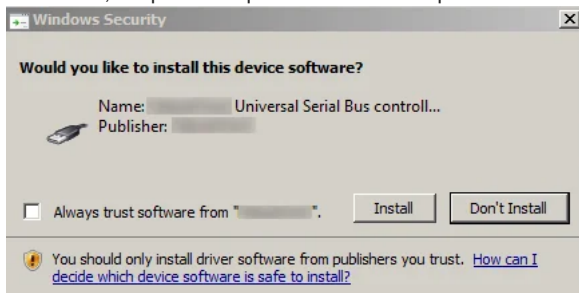 Windows Security
Would you like to install this device software?
Name: Universal Serial Bus controll...
Publisher:
Always trust software from " ".
Install
Don't Install
You should only install driver software from publishers you trust. How can I
decide which device software is safe to install?